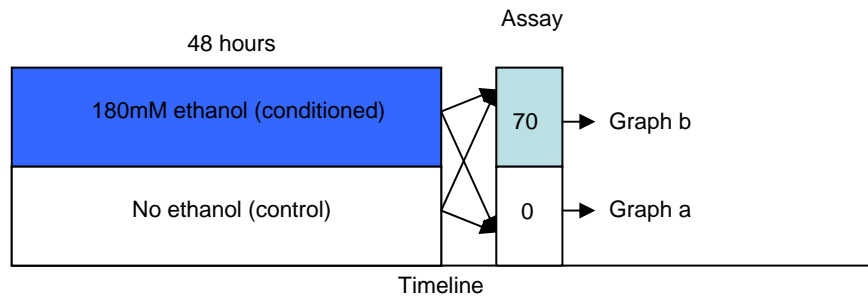 Assay
48 hours
180mM ethanol (conditioned)
70
Graph b
No ethanol (control)
0
Graph a
Timeline